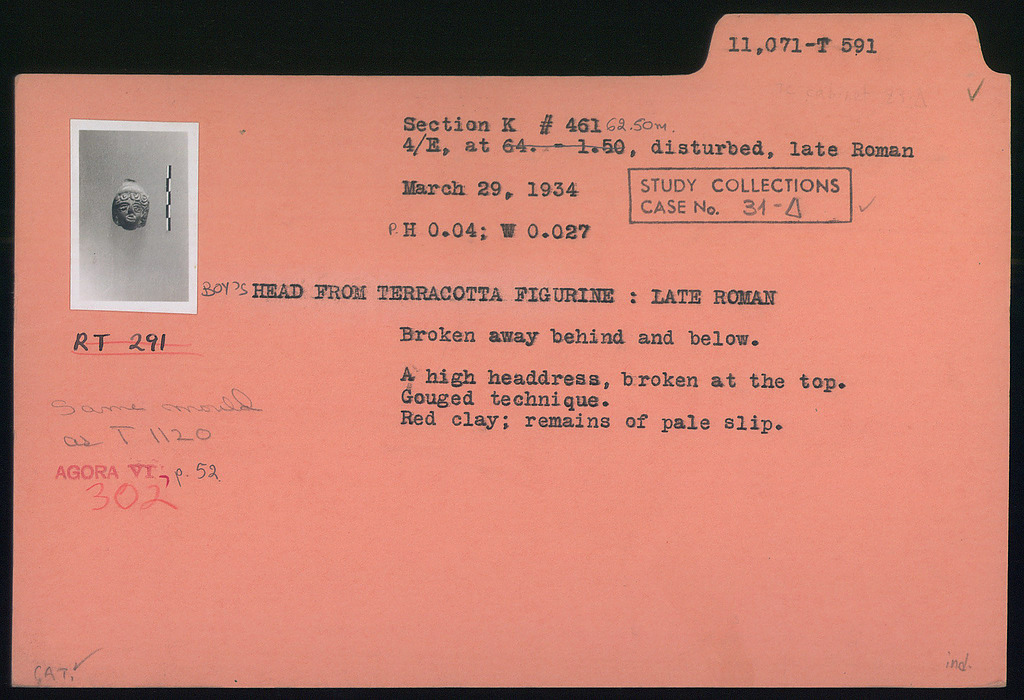 11,071-T 591
To cabinet 23Δ ✓
Section K # 461 62.50m.
4/E, at 64. - 1.50, disturbed, late Roman
March 29, 1934
STUDY COLLECTIONS
CASE No. 31-Δ ✓
P. H 0.04; W 0.027
BOY'S HEAD FROM TERRACOTTA FIGURINE : LATE ROMAN
RT 291
Broken away behind and below.
A high headdress, broken at the top.
Gouged technique.
Red clay; remains of pale slip.
same mould
as T 1120
AGORA VI, p. 52
302
CAT. ✓
ind.